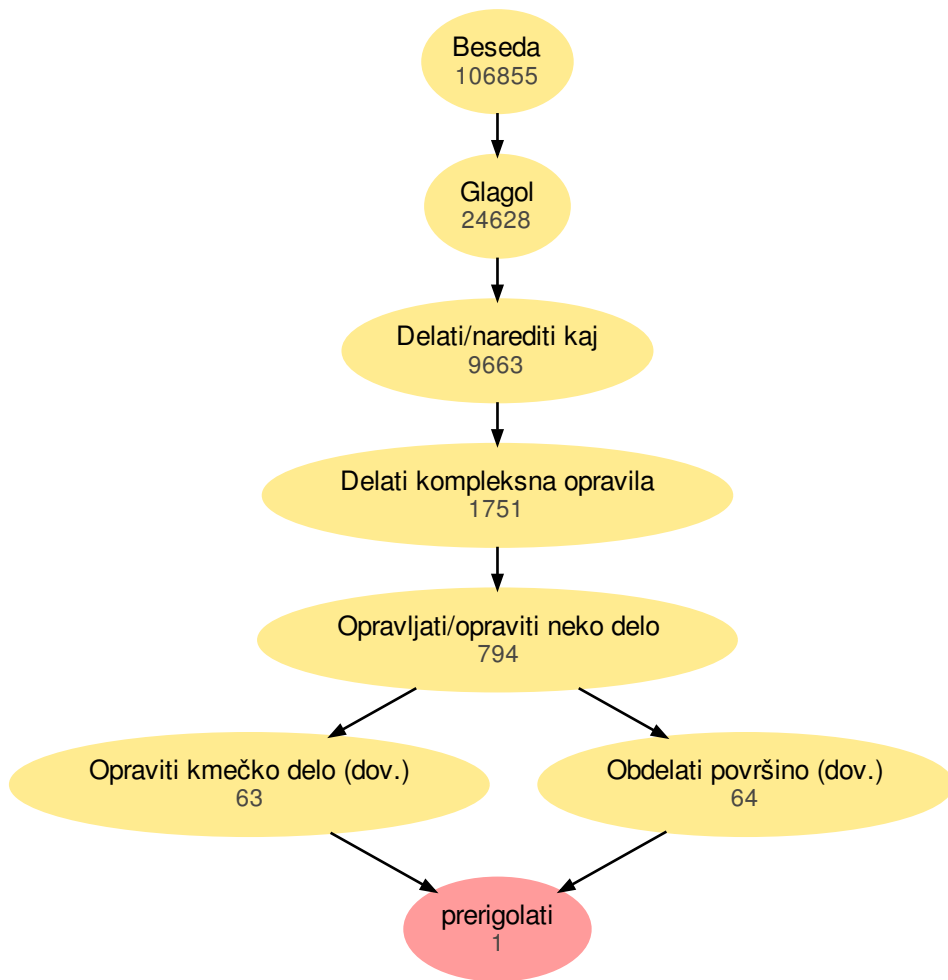 Beseda
106855
Glagol
24628
Delati/narediti kaj
9663
Delati kompleksna opravila
1751
Opravljati/opraviti neko delo
794
Opraviti kmečko delo (dov.)
63
Obdelati površino (dov.)
64
prerigolati
1